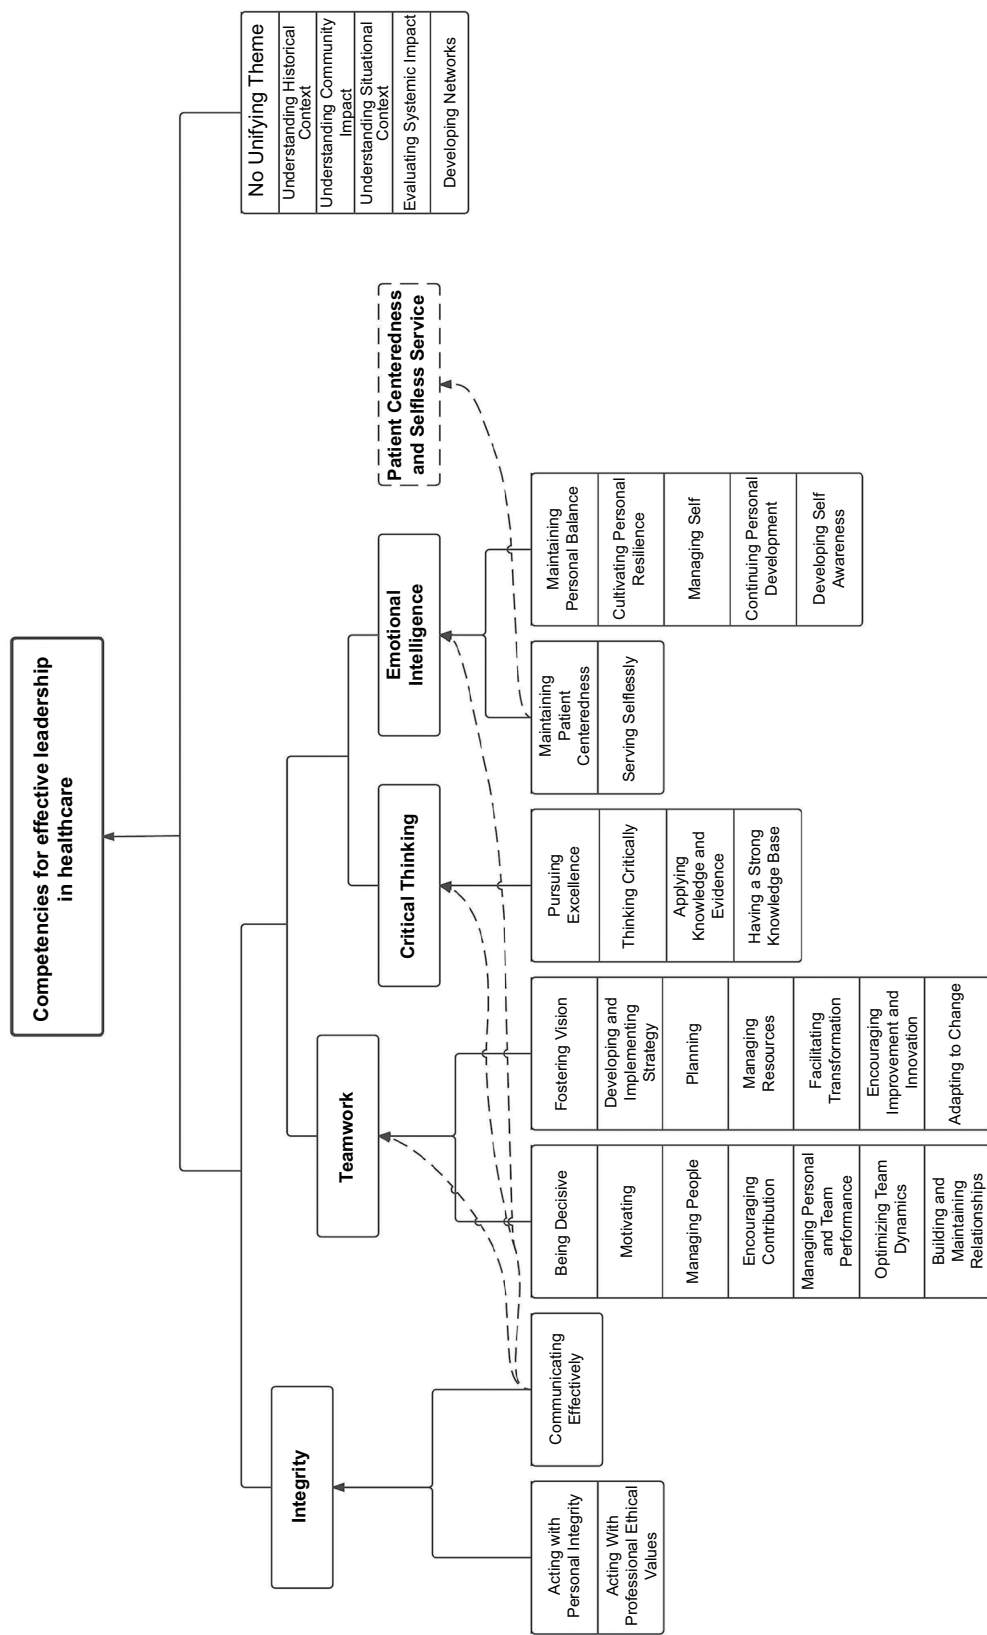 Competencies for effective leadership
in healthcare
Integrity
Teamwork
Critical Thinking
Emotional
Intelligence
Patient Centeredness
and Selfless Service
No Unifying Theme
Understanding Historical
Context
Understanding Community
Impact
Understanding Situational
Context
Evaluating Systemic Impact
Developing Networks
Acting with
Personal Integrity
Acting With
Professional Ethical
Values
Communicating
Effectively
Being Decisive
Motivating
Managing People
Encouraging
Contribution
Managing Personal
and Team
Performance
Optimizing Team
Dynamics
Building and
Maintaining
Relationships
Fostering Vision
Developing and
Implementing
Strategy
Planning
Managing
Resources
Facilitating
Transformation
Encouraging
Improvement and
Innovation
Adapting to Change
Pursuing
Excellence
Thinking Critically
Applying
Knowledge and
Evidence
Having a Strong
Knowledge Base
Maintaining
Patient
Centeredness
Serving Selflessly
Maintaining
Personal Balance
Cultivating Personal
Resilience
Managing Self
Continuing Personal
Development
Developing Self
Awareness